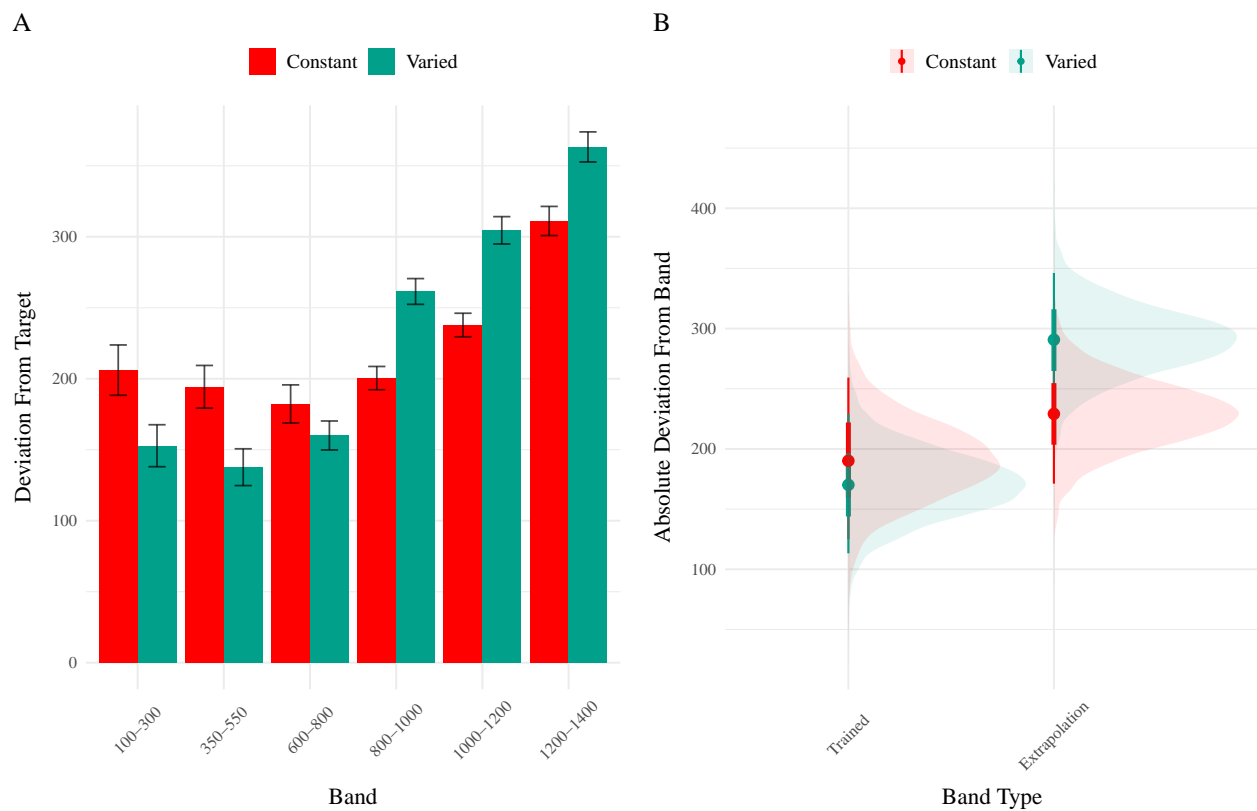 A
Constant Varied
Deviation From Target
300
200
100
0
100–300
350–550
600–800
800–1000
1000–1200
1200–1400
Band
B
Constant Varied
Absolute Deviation From Band
400
300
200
100
Trained
Extrapolation
Band Type